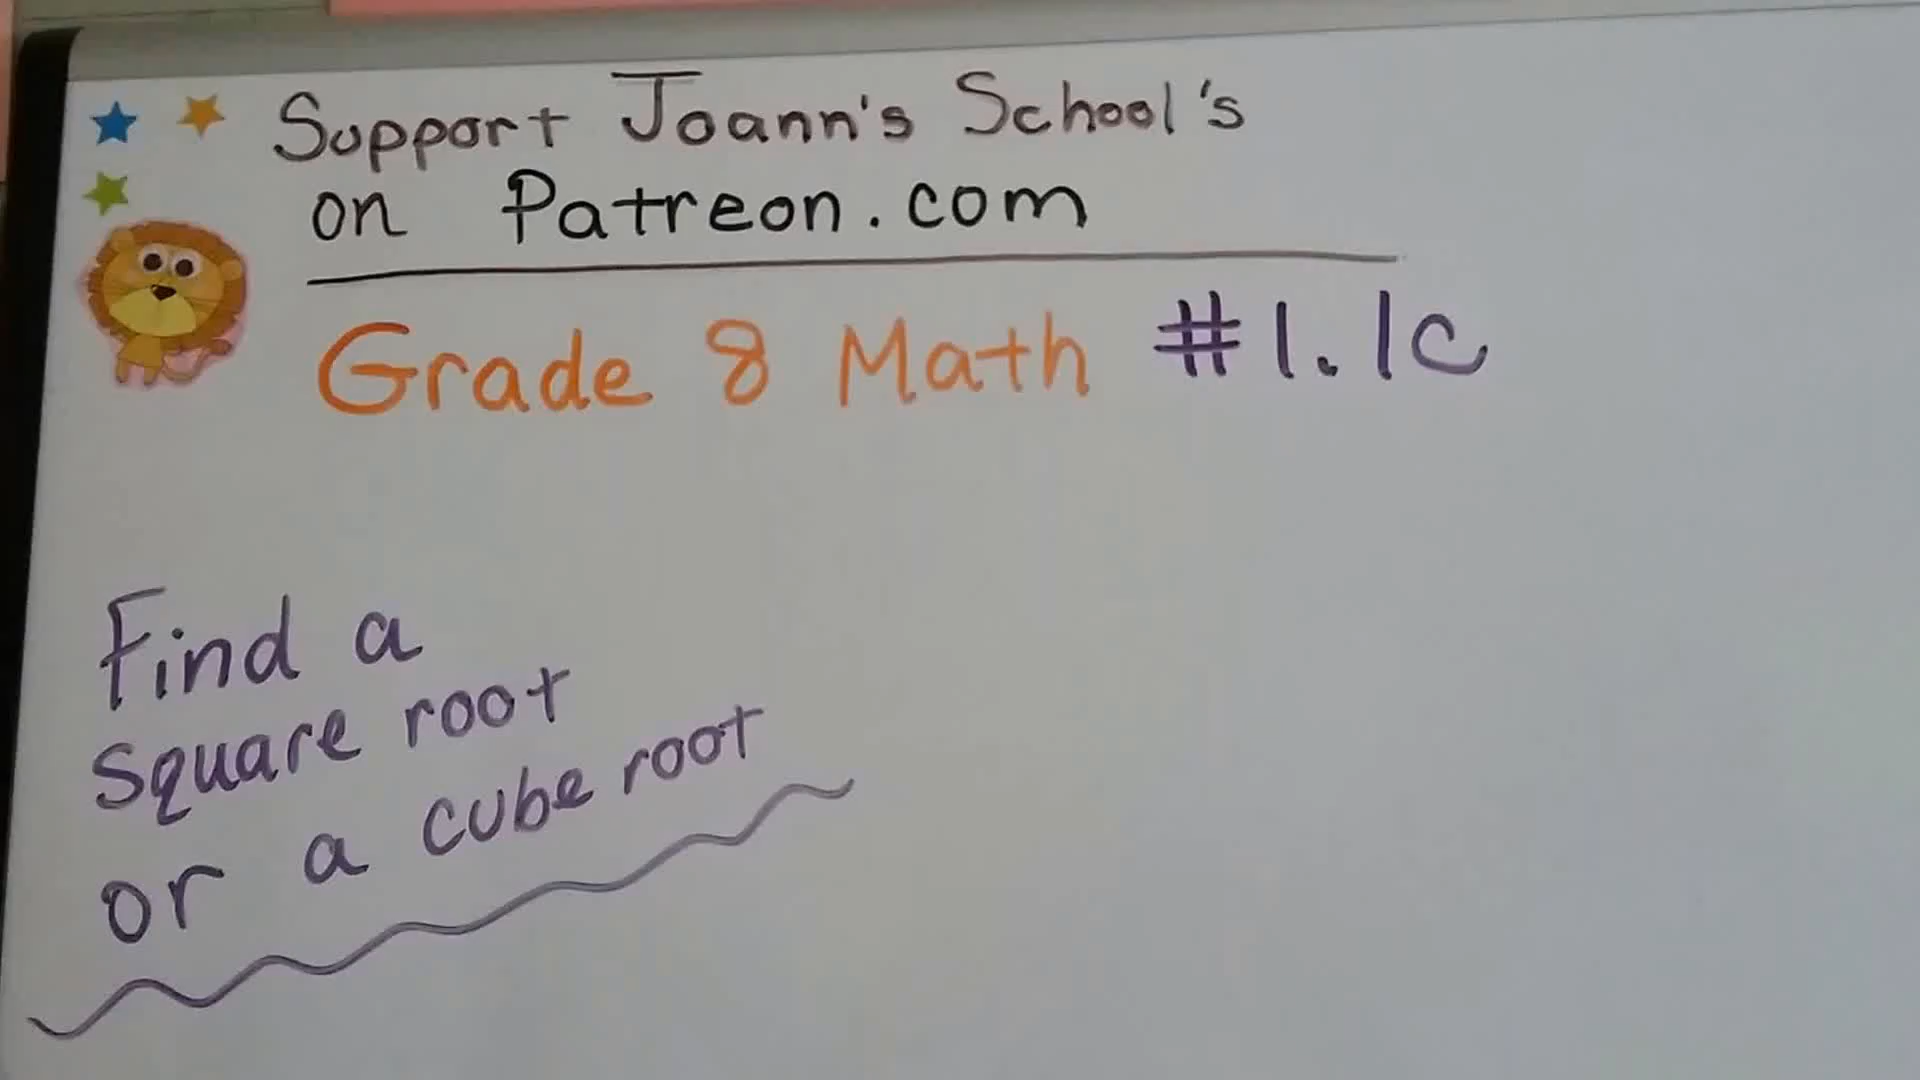 Support Joann's School's
on Patreon.com
Grade 8 Math #1.1c
Find a
square root
or a cube root